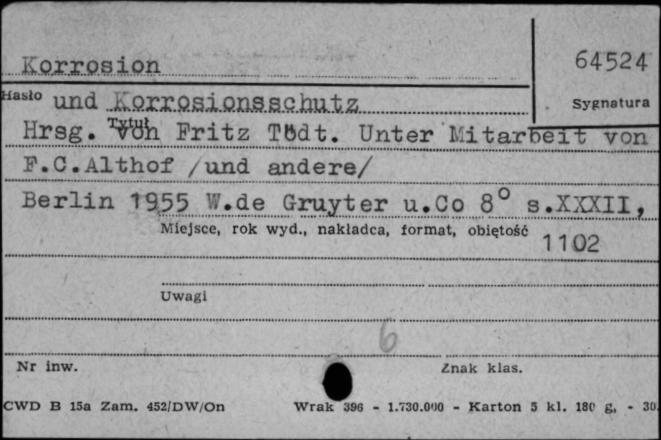 Korrosion
64524
Hasło und Korrosionsschutz
Sygnatura
Tytuł
Hrsg. von Fritz Tödt. Unter Mitarbeit von
F.C.Althof /und andere/
Berlin 1955 W.de Gruyter u.Co 8° s.XXXII,
Miejsce, rok wyd., nakładca, format, objętość
1102
Uwagi
6
Nr inw.
Znak klas.
CWD B 15a Zam. 452/DW/On Wrak 396 - 1.730.000 - Karton 5 kl. 180 g. - 30